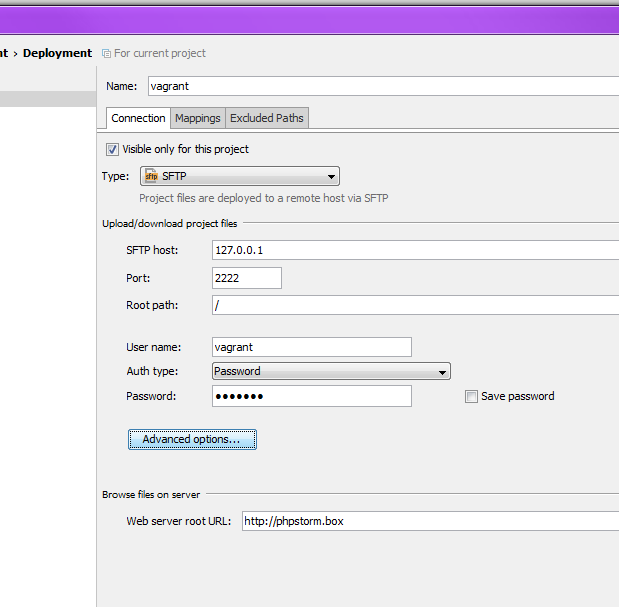 nt › Deployment For current project
Name: vagrant
Connection Mappings Excluded Paths
Visible only for this project
Type: sftp SFTP
Project files are deployed to a remote host via SFTP
Upload/download project files
SFTP host: 127.0.0.1
Port: 2222
Root path: /
User name: vagrant
Auth type: Password
Password: ●●●●●●● Save password
Advanced options...
Browse files on server
Web server root URL: http://phpstorm.box